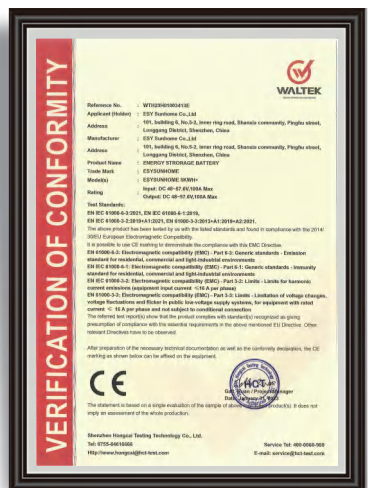 VERIFICATION OF CONFORMITY
WALTEK
Reference No. :
Applicant (Holder) : ESY Sunhome Co.,Ltd
Address : 101, building 6, No.5-2, inner ring road, Shanxia community, Pinghu street,
Longgang District, Shenzhen, China
Manufacturer : ESY Sunhome Co.,Ltd
Address : 101, building 6, No.5-2, inner ring road, Shanxia community, Pinghu street,
Longgang District, Shenzhen, China
Product Name : ENERGY STRORAGE BATTERY
Trade Mark : ESYSUNHOME
Model(s) : ESYSUNHOME 5KWH+
Rating : Input: DC 48~57.6V,100A Max
Output: DC 48~57.6V,100A Max
Test Standards:
EN IEC 61000-6-3:2021, EN IEC 61000-6-1:2019,
EN IEC 61000-3-2:2019+A1:2021, EN 61000-3-3:2013+A1:2019+A2:2021.
The above product has been tested by us with the listed standards and found in compliance with the 2014/
30/EU European Electromagnetic Compatibility.
It is possible to use CE marking to demonstrate the compliance with this EMC Directive.
EN 61000-6-3: Electromagnetic compatibility (EMC) - Part 6-3: Generic standards - Emission
standard for residential, commercial and light-industrial environments
EN 61000-6-1: Electromagnetic compatibility (EMC) - Part 6-1: Generic standards - Immunity
standard for residential, commercial and light-industrial environments
EN 61000-3-2: Electromagnetic compatibility (EMC) - Part 3-2: Limits - Limits for harmonic
current emissions (equipment input current ≤16 A per phase)
EN 61000-3-3: Electromagnetic compatibility (EMC) - Part 3-3: Limits - Limitation of voltage changes,
voltage fluctuations and flicker in public low-voltage supply systems, for equipment with rated
current ≤ 16 A per phase and not subject to conditional connection
The referred test report(s) show that the product complies with standard(s) recognized as giving
presumption of compliance with the essential requirements in the above mentioned EU Directive. Other
relevant Directives have to be observed.
After preparation of the necessary technical documentation as well as the conformity declaration, the CE
marking as shown below can be affixed on the equipment.
CE
HCT
/ Project Manager
Date: January
The statement is based on a single evaluation of the sample of above product(s). It does not
imply an assessment of the whole production.
Shenzhen Hongcai Testing Technology Co., Ltd.
Tel: 0755-84616666 Service Tel: 400-0066-989
Http://www.hongcai@hct-test.com E-mail: service@hct-test.com